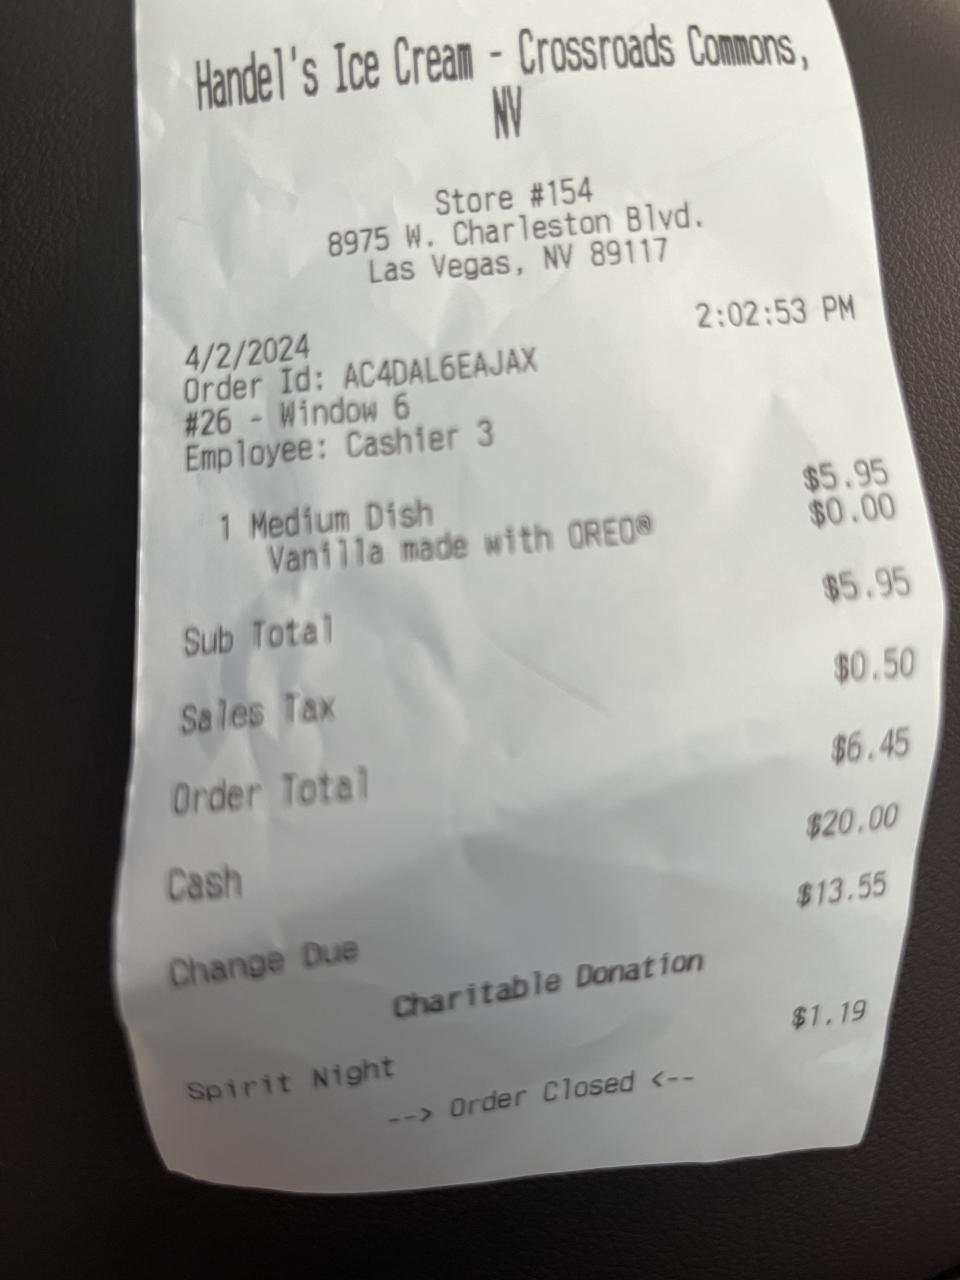 Handel's Ice Cream - Crossroads Commons,
NV
Store #154
8975 W. Charleston Blvd.
Las Vegas, NV 89117
4/2/2024 2:02:53 PM
Order Id: AC4DAL6EAJAX
#26 - Window 6
Employee: Cashier 3
1 Medium Dish $5.95
Vanilla made with OREO® $0.00
Sub Total $5.95
Sales Tax $0.50
Order Total $6.45
Cash $20.00
Change Due $13.55
Charitable Donation
Spirit Night $1.19
--> Order Closed <--